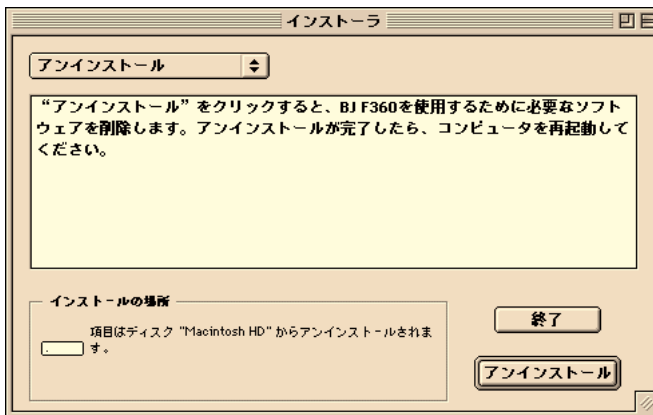 インストーラ
アンインストール
“アンインストール”をクリックすると、BJ F360を使用するために必要なソフト
ウェアを削除します。アンインストールが完了したら、コンピュータを再起動して
ください。
インストールの場所
項目はディスク "Macintosh HD" からアンインストールされま
す。
終了
アンインストール